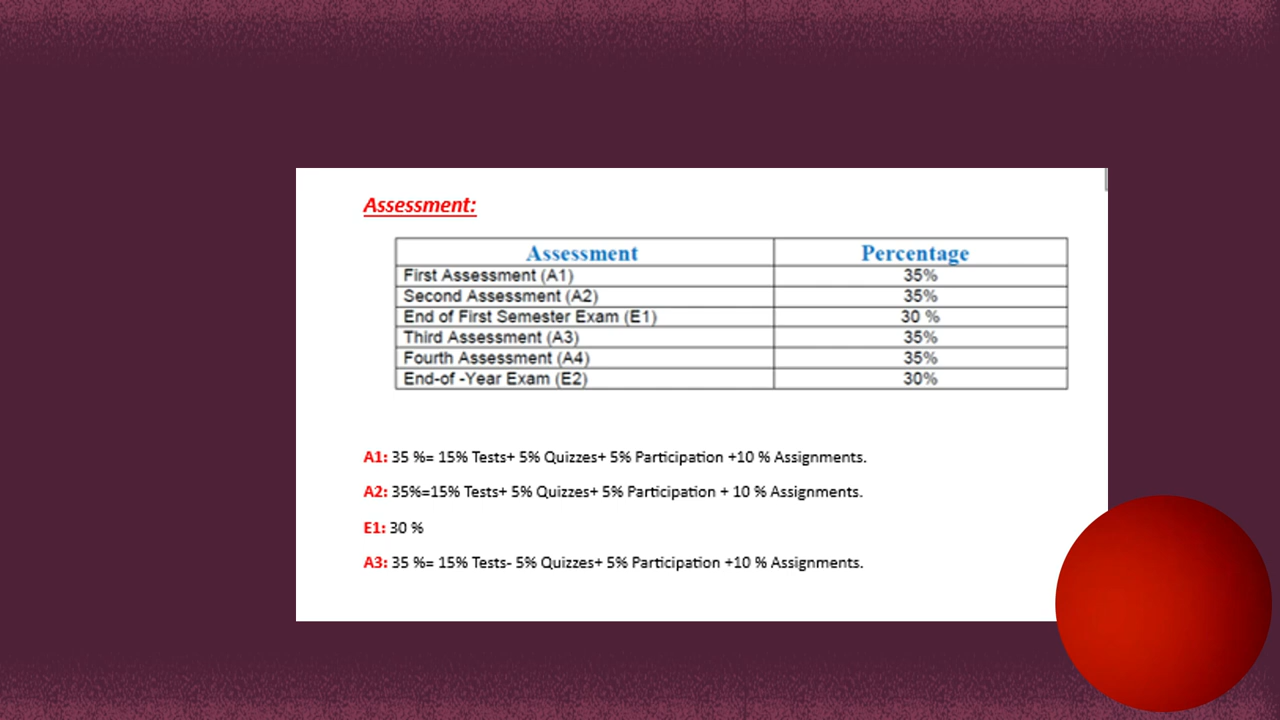 Assessment:
Assessment Percentage
First Assessment (A1) 35%
Second Assessment (A2) 35%
End of First Semester Exam (E1) 30 %
Third Assessment (A3) 35%
Fourth Assessment (A4) 35%
End-of -Year Exam (E2) 30%
A1: 35 %= 15% Tests+ 5% Quizzes+ 5% Participation +10 % Assignments.
A2: 35%=15% Tests+ 5% Quizzes+ 5% Participation + 10 % Assignments.
E1: 30 %
A3: 35 %= 15% Tests- 5% Quizzes+ 5% Participation +10 % Assignments.